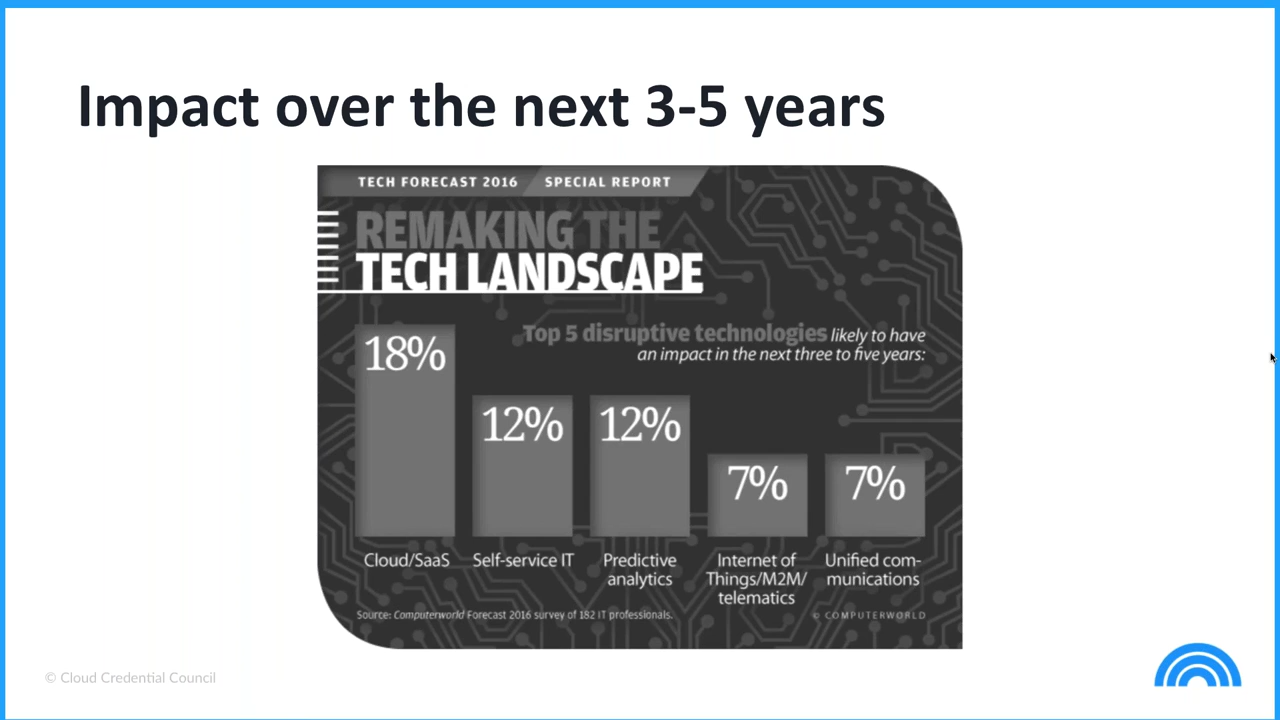 Impact over the next 3-5 years
TECH FORECAST 2016 SPECIAL REPORT
REMAKING THE
TECH LANDSCAPE
Top 5 disruptive technologies likely to have
an impact in the next three to five years:
18%
12%
12%
7%
7%
Cloud/SaaS
Self-service IT
Predictive
analytics
Internet of
Things/M2M/
telematics
Unified com-
munications
Source: Computerworld Forecast 2016 survey of 182 IT professionals.
© COMPUTERWORLD
© Cloud Credential Council